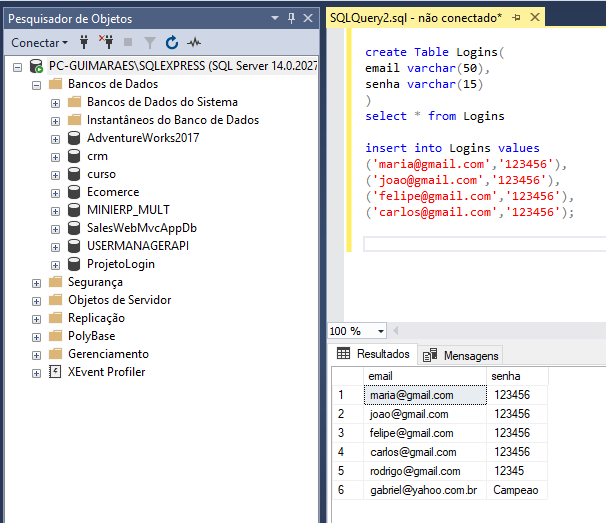 Pesquisador de Objetos
Conectar
PC-GUIMARAES\SQLEXPRESS (SQL Server 14.0.2027
Bancos de Dados
Bancos de Dados do Sistema
Instantâneos do Banco de Dados
AdventureWorks2017
crm
curso
Ecomerce
MINIERP_MULT
SalesWebMvcAppDb
USERMANAGERAPI
ProjetoLogin
Segurança
Objetos de Servidor
Replicação
PolyBase
Gerenciamento
XEvent Profiler
SQLQuery2.sql - não conectado*
create Table Logins(
email varchar(50),
senha varchar(15)
)
select * from Logins
insert into Logins values
('maria@gmail.com','123456'),
('joao@gmail.com','123456'),
('felipe@gmail.com','123456'),
('carlos@gmail.com','123456');
100 %
Resultados Mensagens
email senha
1 maria@gmail.com 123456
2 joao@gmail.com 123456
3 felipe@gmail.com 123456
4 carlos@gmail.com 123456
5 rodrigo@gmail.com 12345
6 gabriel@yahoo.com.br Campeao